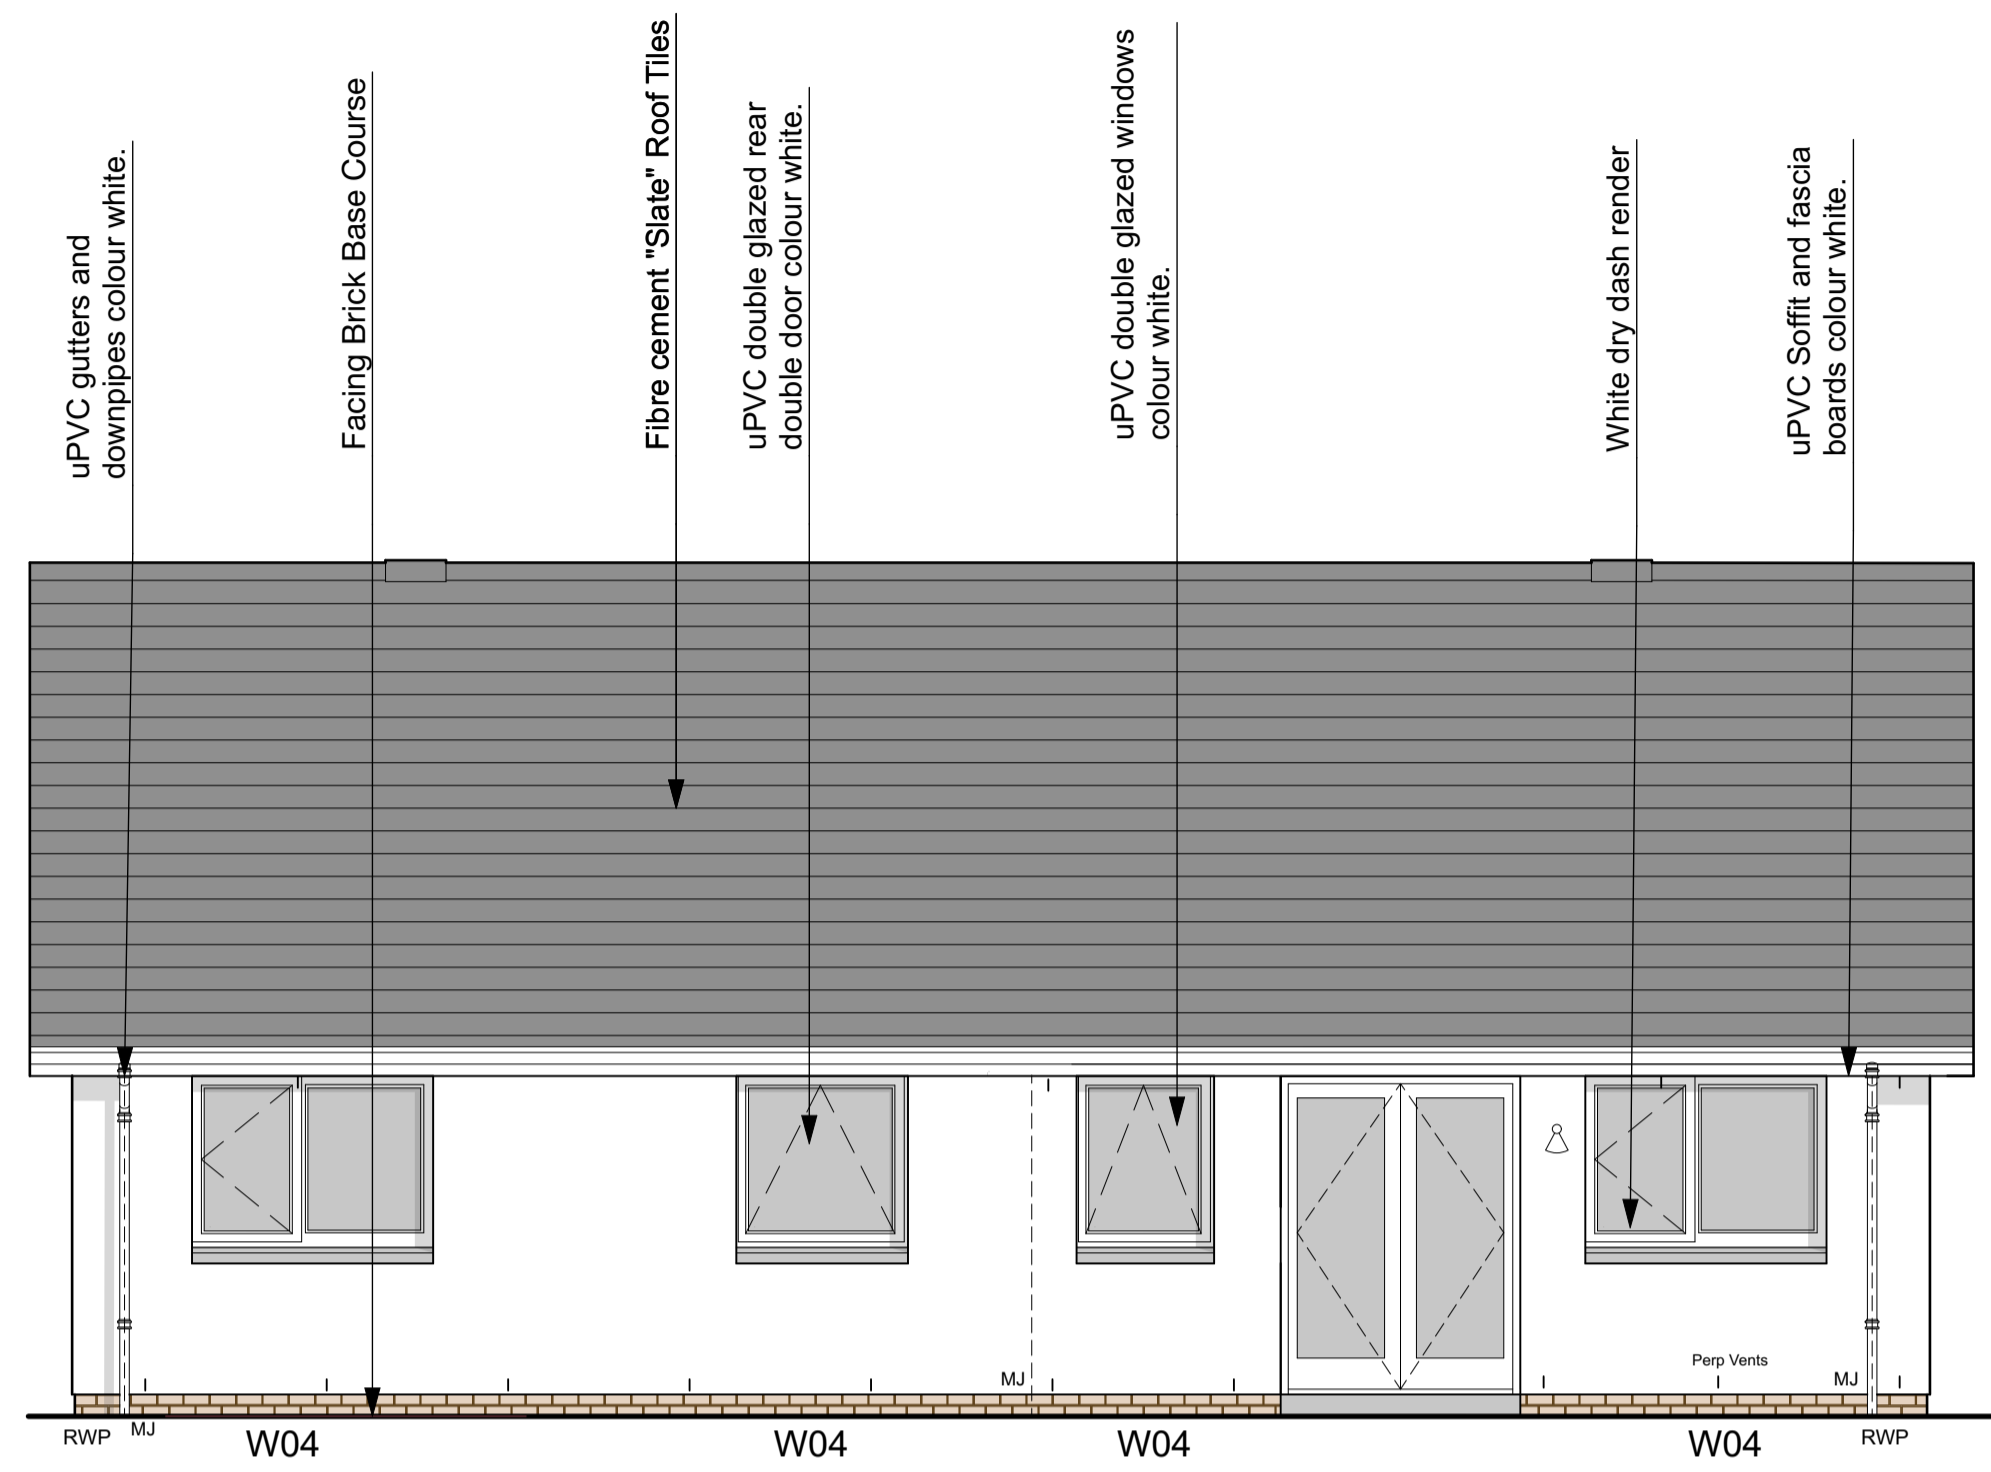 uPVC gutters and
downpipes colour white.
Facing Brick Base Course
Fibre cement "Slate" Roof Tiles
uPVC double glazed rear
double door colour white.
uPVC double glazed windows
colour white.
White dry dash render
uPVC Soffit and fascia
boards colour white.
Perp Vents
MJ
MJ
RWP
MJ
W04
W04
W04
W04
RWP